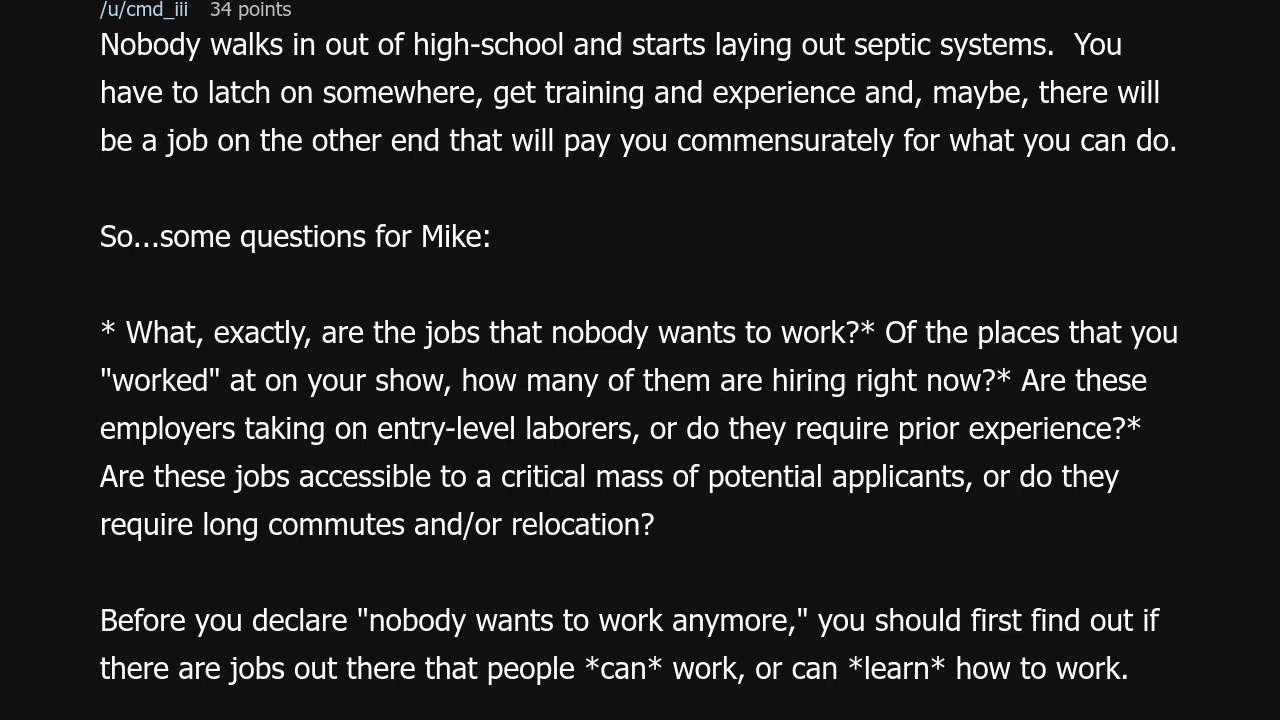 /u/cmd_iii 34 points
Nobody walks in out of high-school and starts laying out septic systems.  You
have to latch on somewhere, get training and experience and, maybe, there will
be a job on the other end that will pay you commensurately for what you can do.
So...some questions for Mike:
* What, exactly, are the jobs that nobody wants to work?* Of the places that you
"worked" at on your show, how many of them are hiring right now?* Are these
employers taking on entry-level laborers, or do they require prior experience?*
Are these jobs accessible to a critical mass of potential applicants, or do they
require long commutes and/or relocation?
Before you declare "nobody wants to work anymore," you should first find out if
there are jobs out there that people *can* work, or can *learn* how to work.